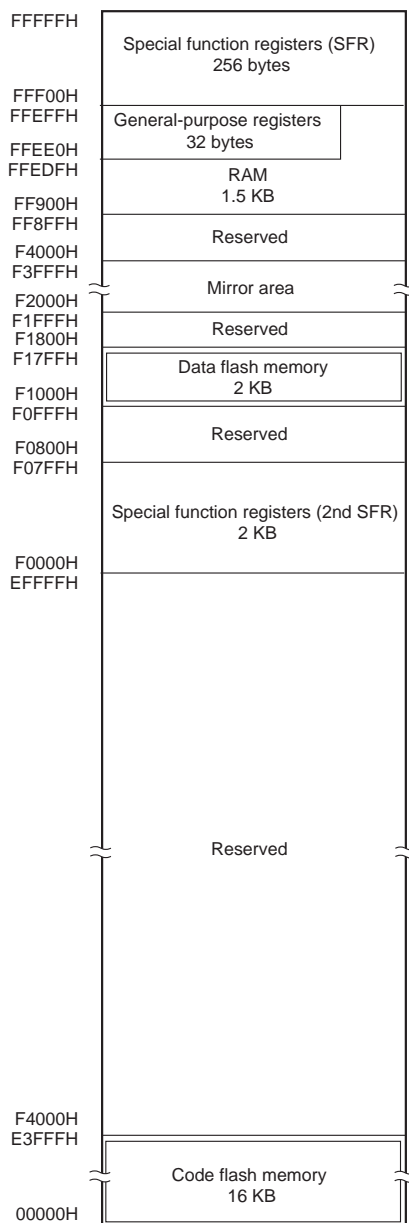 FFFFFH
Special function registers (SFR)
256 bytes
FFF00H
FFEFFH
General-purpose registers
32 bytes
FFEE0H
FFEDFH
RAM
1.5 KB
FF900H
FF8FFH
Reserved
F4000H
F3FFFH
Mirror area
F2000H
F1FFFH
Reserved
F1800H
F17FFH
Data flash memory
2 KB
F1000H
F0FFFH
Reserved
F0800H
F07FFH
Special function registers (2nd SFR)
2 KB
F0000H
EFFFFH
Reserved
F4000H
E3FFFH
Code flash memory
16 KB
00000H